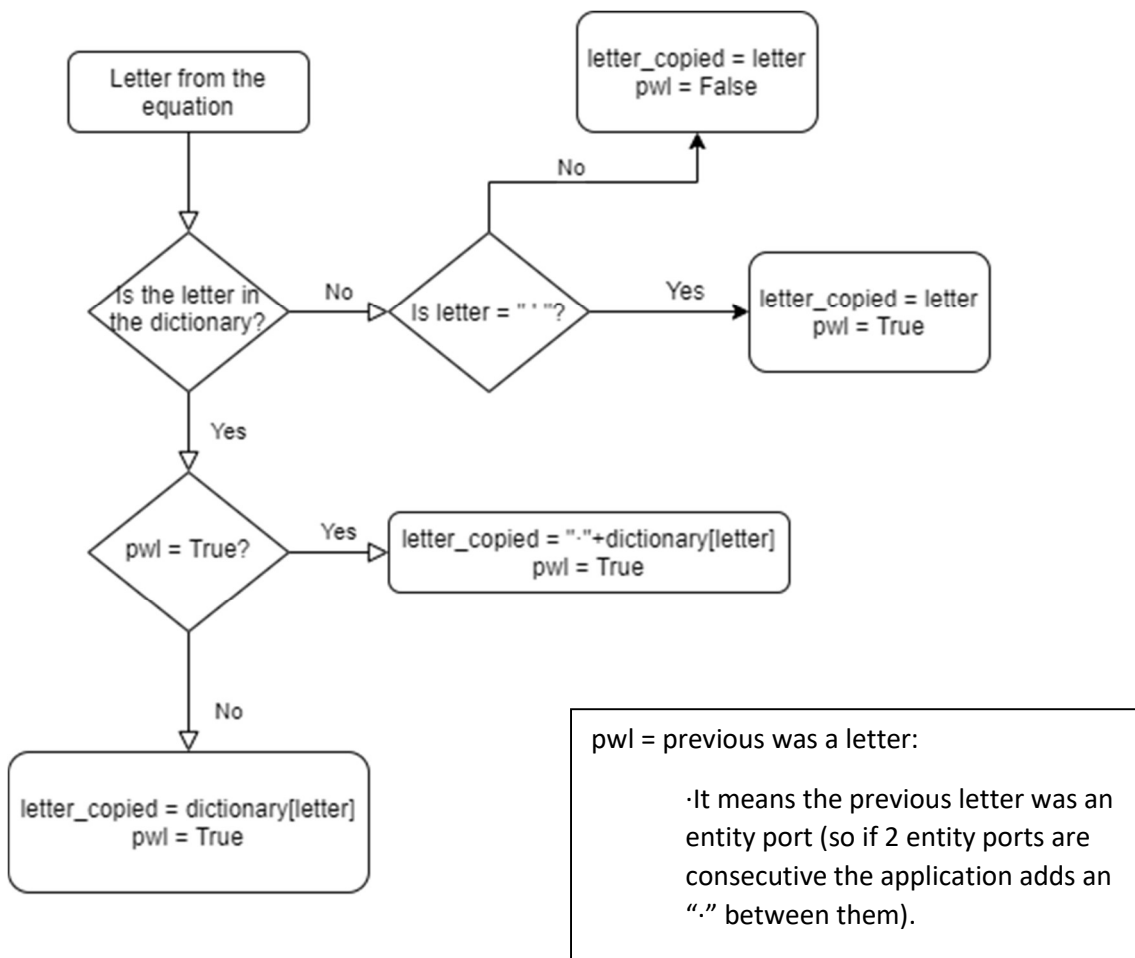 Letter from the
equation
letter_copied = letter
pwl = False
No
Is the letter in
the dictionary?
No
Is letter = " ' "?
Yes
letter_copied = letter
pwl = True
Yes
pwl = True?
Yes
letter_copied = "·"+dictionary[letter]
pwl = True
No
letter_copied = dictionary[letter]
pwl = True
pwl = previous was a letter:
·It means the previous letter was an
entity port (so if 2 entity ports are
consecutive the application adds an
“·” between them).